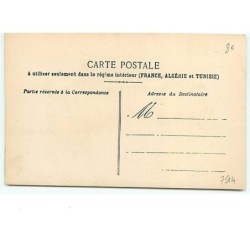 8€
CARTE POSTALE
à utiliser seulement dans le régime intérieur (FRANCE, ALGÉRIE et TUNISIE)
Partie réservée à la Correspondance
Adresse du Destinataire
M